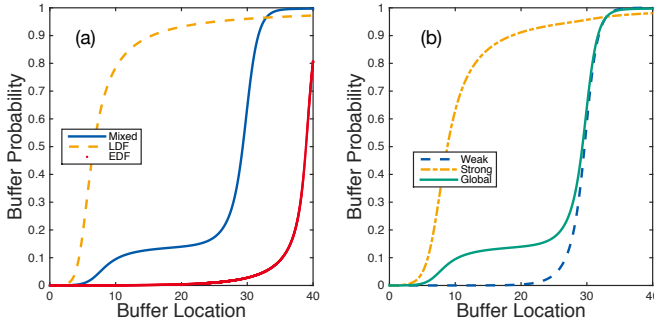 (a)
Buffer Probability
1
0.9
0.8
0.7
0.6
0.5
0.4
0.3
0.2
0.1
0
Mixed
LDF
EDF
0 10 20 30 40
Buffer Location
(b)
Buffer Probability
1
0.9
0.8
0.7
0.6
0.5
0.4
0.3
0.2
0.1
0
Weak
Strong
Global
0 10 20 30 40
Buffer Location